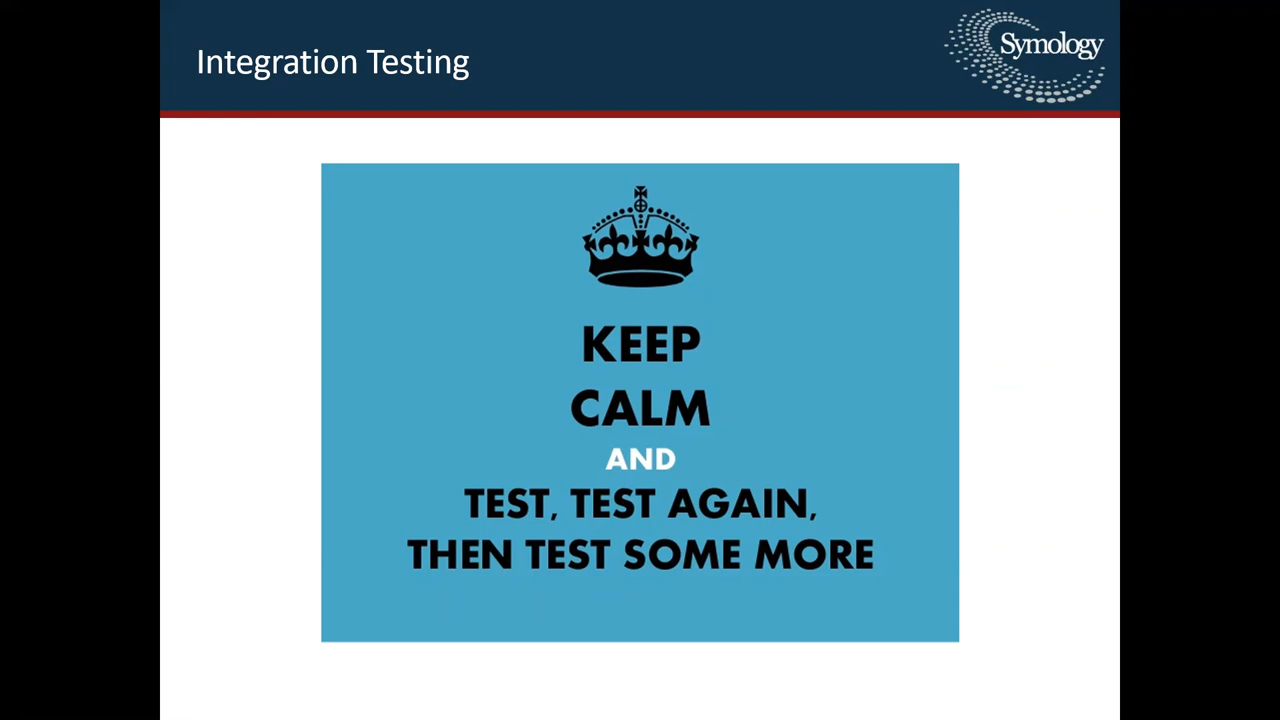 Integration Testing
Symology
KEEP
CALM
AND
TEST, TEST AGAIN,
THEN TEST SOME MORE